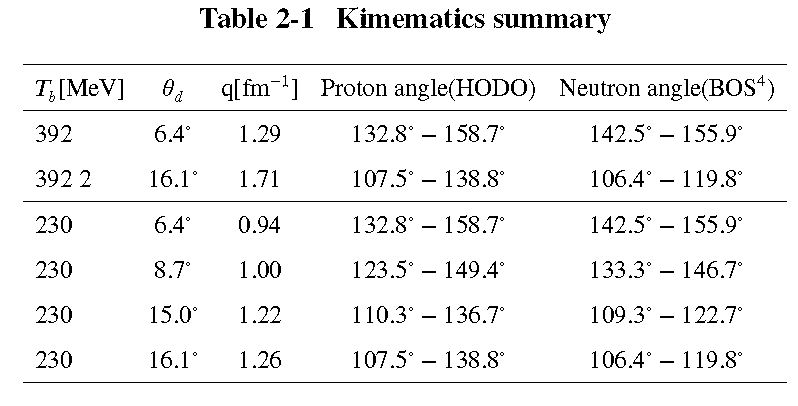 Table 2-1 Kimematics summary
T_b[MeV] θ_d q[fm⁻¹] Proton angle(HODO) Neutron angle(BOS⁴)
392 6.4° 1.29 132.8° – 158.7° 142.5° – 155.9°
392 2 16.1° 1.71 107.5° – 138.8° 106.4° – 119.8°
230 6.4° 0.94 132.8° – 158.7° 142.5° – 155.9°
230 8.7° 1.00 123.5° – 149.4° 133.3° – 146.7°
230 15.0° 1.22 110.3° – 136.7° 109.3° – 122.7°
230 16.1° 1.26 107.5° – 138.8° 106.4° – 119.8°